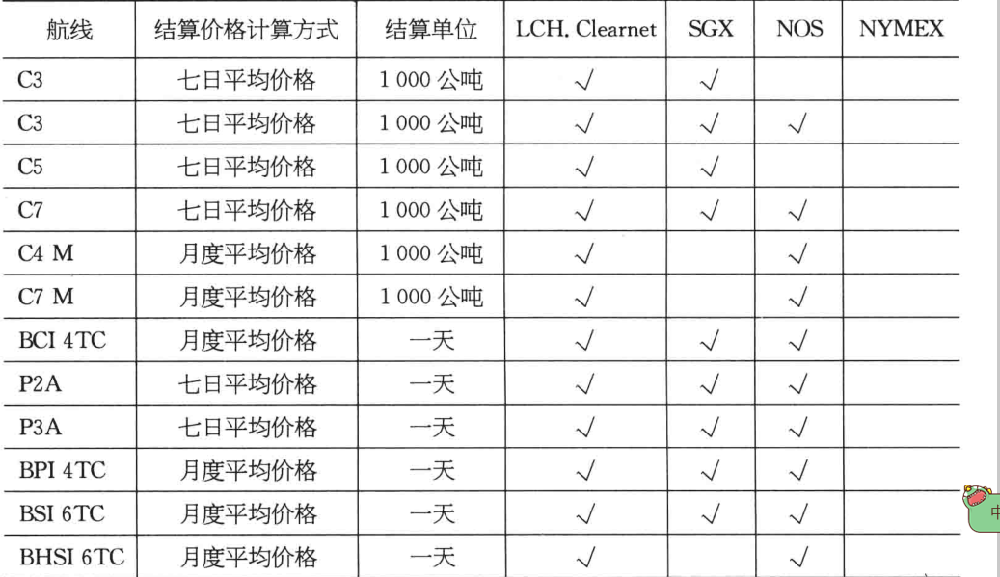 航线 结算价格计算方式 结算单位 LCH. Clearnet SGX NOS NYMEX
C3 七日平均价格 1 000 公吨 √ √
C3 七日平均价格 1 000 公吨 √ √ √
C5 七日平均价格 1 000 公吨 √ √
C7 七日平均价格 1 000 公吨 √ √ √
C4 M 月度平均价格 1 000 公吨 √ √
C7 M 月度平均价格 1 000 公吨 √ √
BCI 4TC 月度平均价格 一天 √ √ √
P2A 七日平均价格 一天 √ √ √
P3A 七日平均价格 一天 √ √ √
BPI 4TC 月度平均价格 一天 √ √ √
BSI 6TC 月度平均价格 一天 √ √ √
BHSI 6TC 月度平均价格 一天 √ √